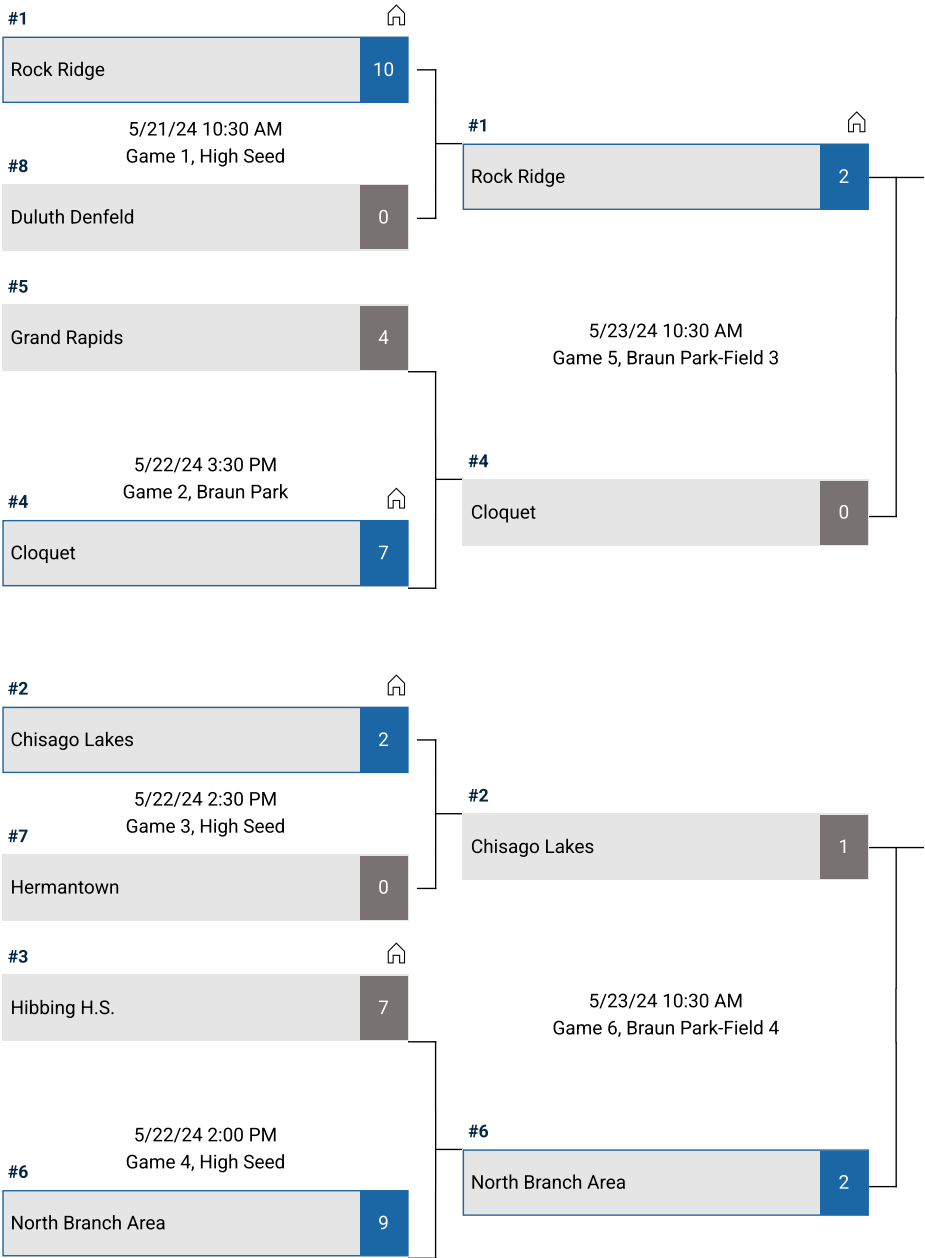 #1
Rock Ridge
10
5/21/24 10:30 AM
Game 1, High Seed
#8
Duluth Denfeld
0
#5
Grand Rapids
4
5/22/24 3:30 PM
Game 2, Braun Park
#4
Cloquet
7
#1
Rock Ridge
2
5/23/24 10:30 AM
Game 5, Braun Park-Field 3
#4
Cloquet
0
#2
Chisago Lakes
2
5/22/24 2:30 PM
Game 3, High Seed
#7
Hermantown
0
#3
Hibbing H.S.
7
5/22/24 2:00 PM
Game 4, High Seed
#6
North Branch Area
9
#2
Chisago Lakes
1
5/23/24 10:30 AM
Game 6, Braun Park-Field 4
#6
North Branch Area
2